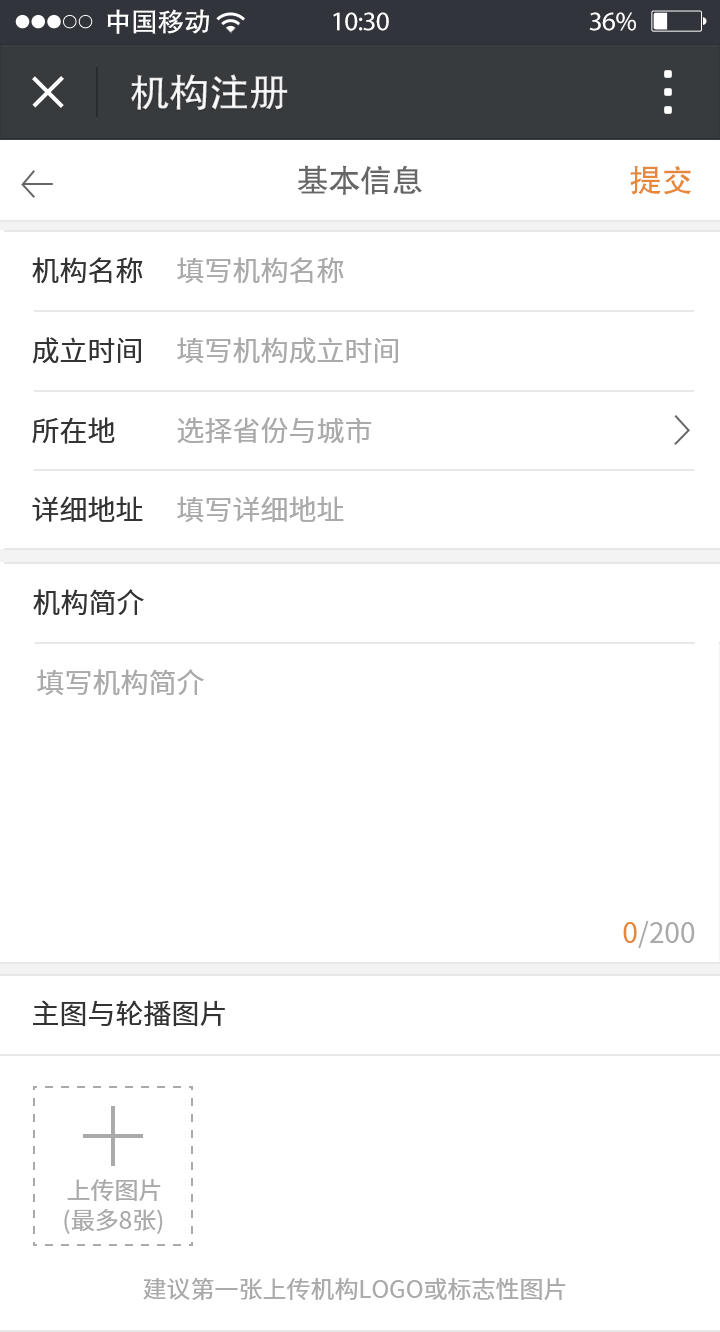 中国移动 10:30 36%
机构注册
基本信息 提交
机构名称 填写机构名称
成立时间 填写机构成立时间
所在地 选择省份与城市
详细地址 填写详细地址
机构简介
填写机构简介
0/200
主图与轮播图片
上传图片
(最多8张)
建议第一张上传机构LOGO或标志性图片